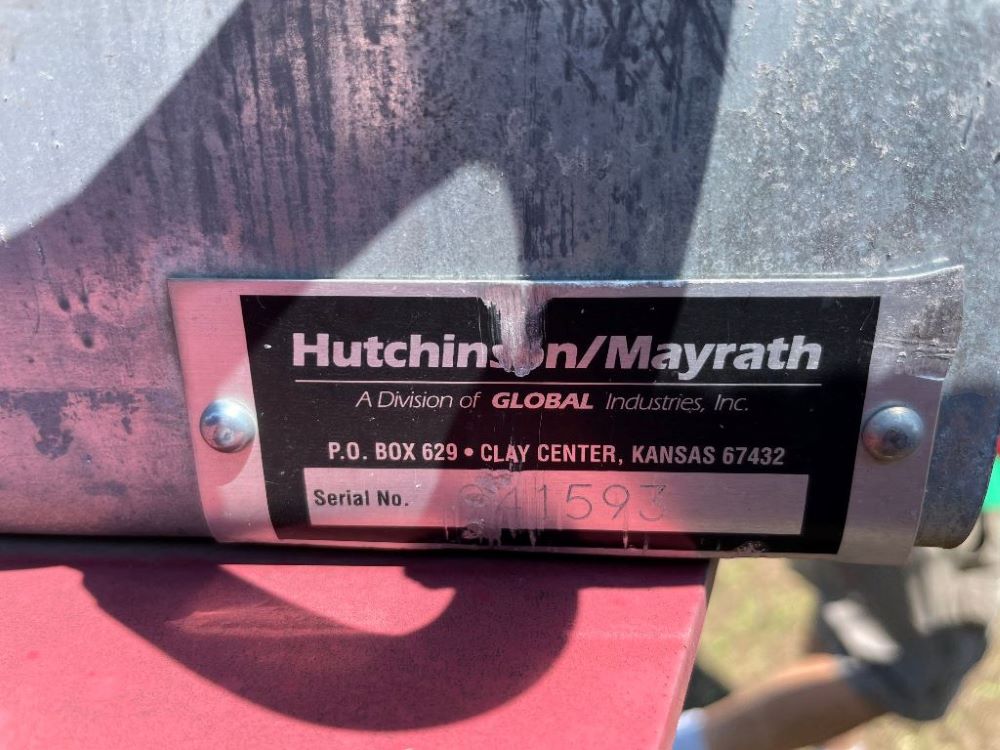 Hutchinson/Mayrath
A Division of GLOBAL Industries, Inc.
P.O. BOX 629 • CLAY CENTER, KANSAS 67432
Serial No.